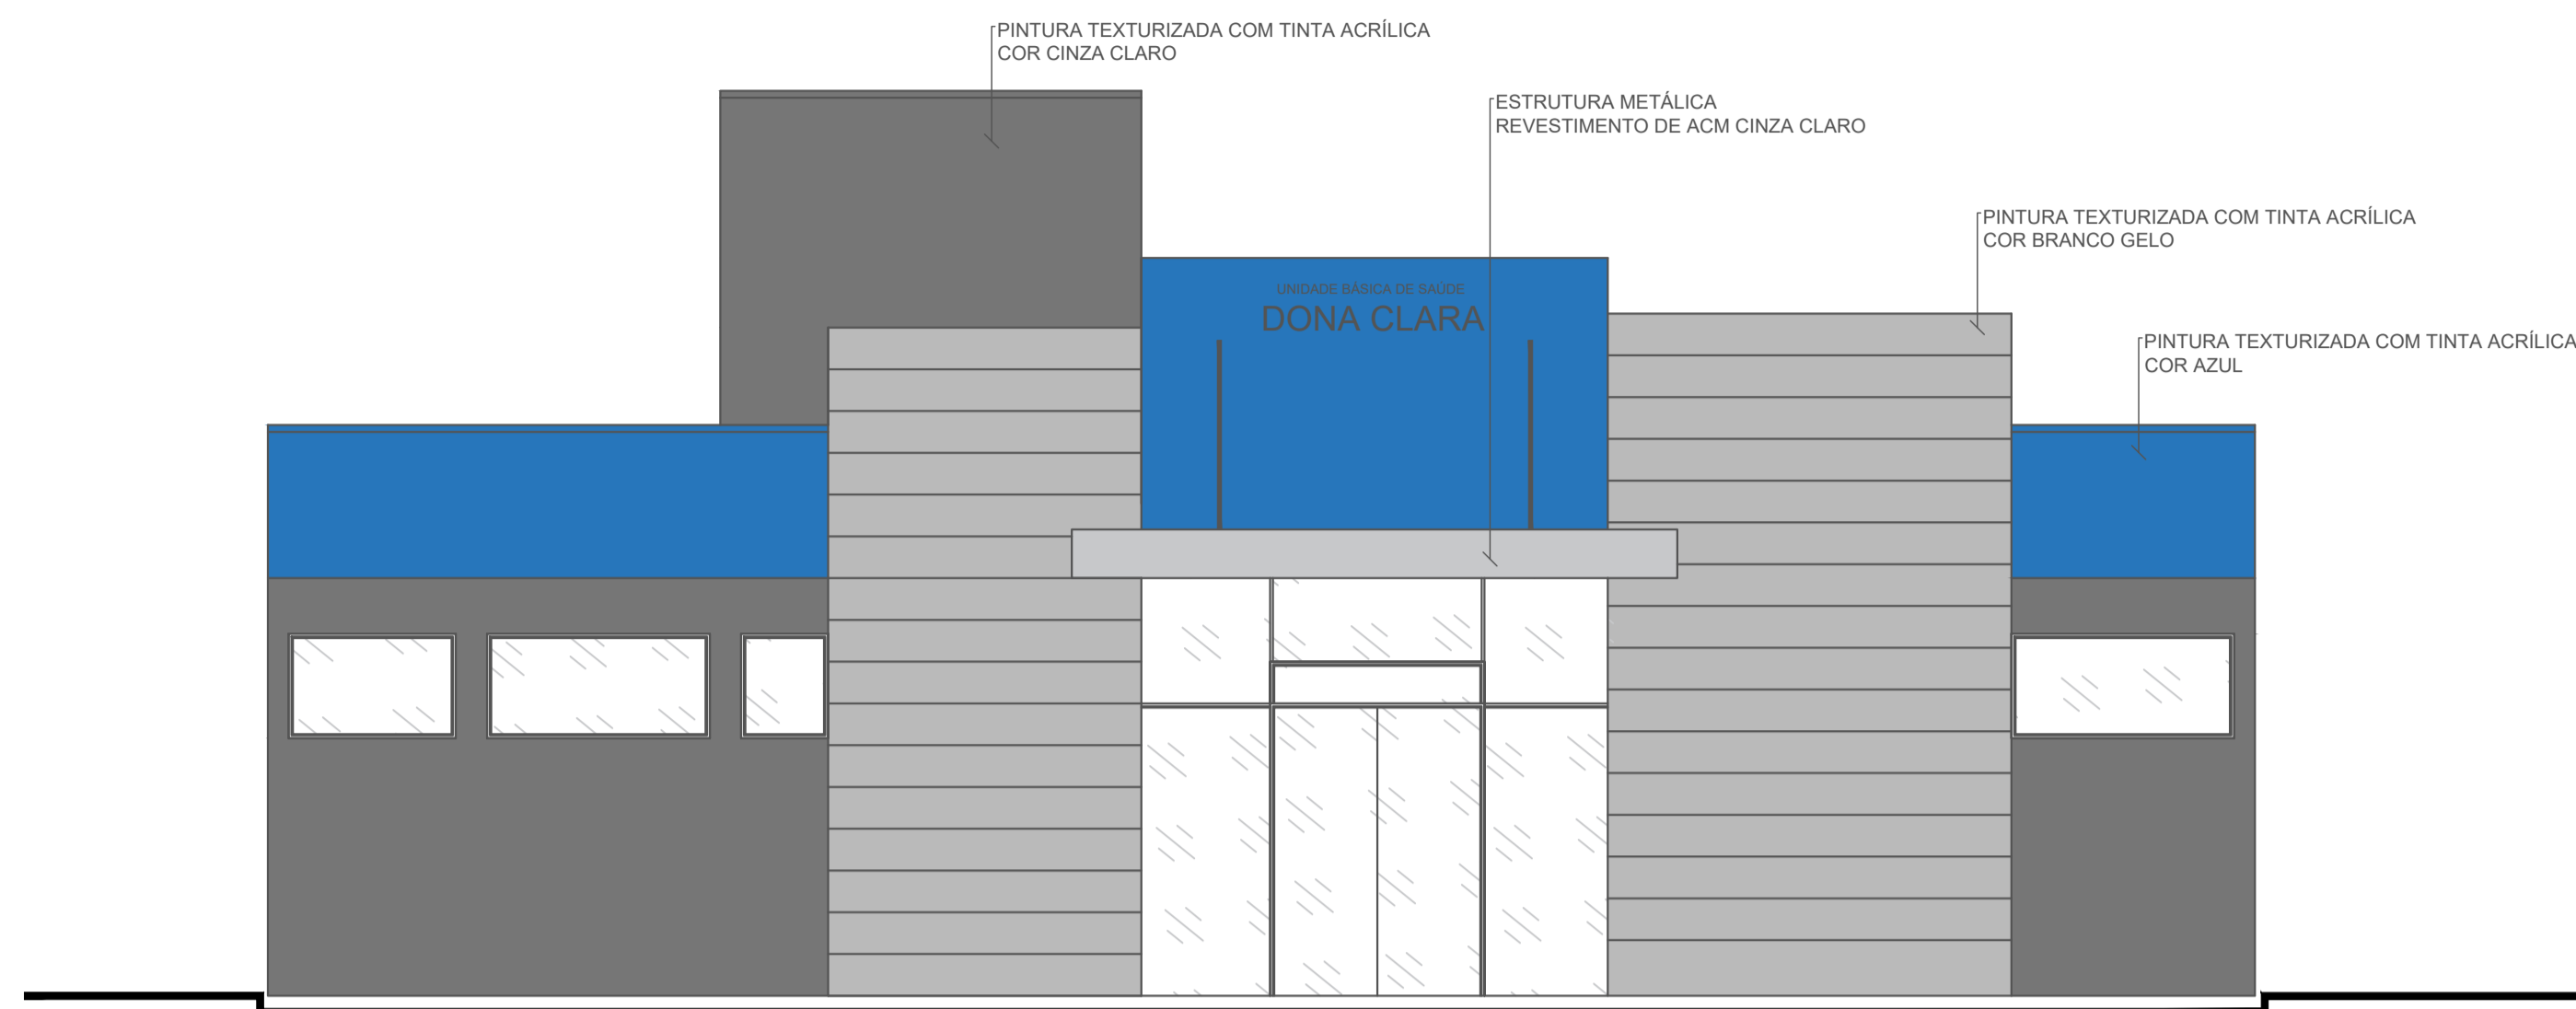 PINTURA TEXTURIZADA COM TINTA ACRÍLICA
COR CINZA CLARO
ESTRUTURA METÁLICA
REVESTIMENTO DE ACM CINZA CLARO
PINTURA TEXTURIZADA COM TINTA ACRÍLICA
COR BRANCO GELO
UNIDADE BÁSICA DE SAÚDE
DONA CLARA
PINTURA TEXTURIZADA COM TINTA ACRÍLICA
COR AZUL